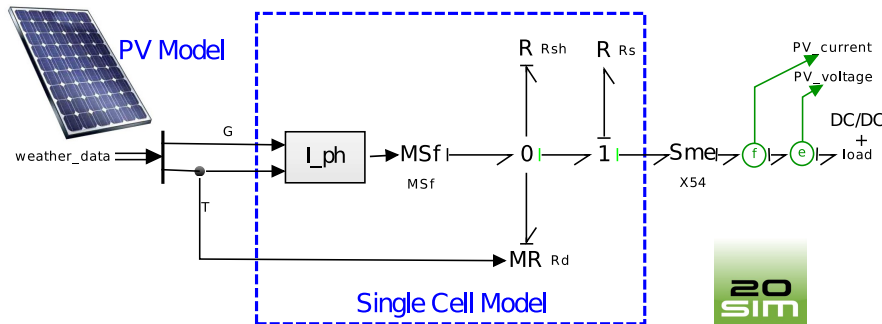 PV Model
R Rsh
R Rs
PV_current
PV_voltage
G
DC/DC
+
load
weather_data
I_ph
MSf
MSf
0
1
Sme
X54
f
e
T
MR Rd
Single Cell Model
20
SIM